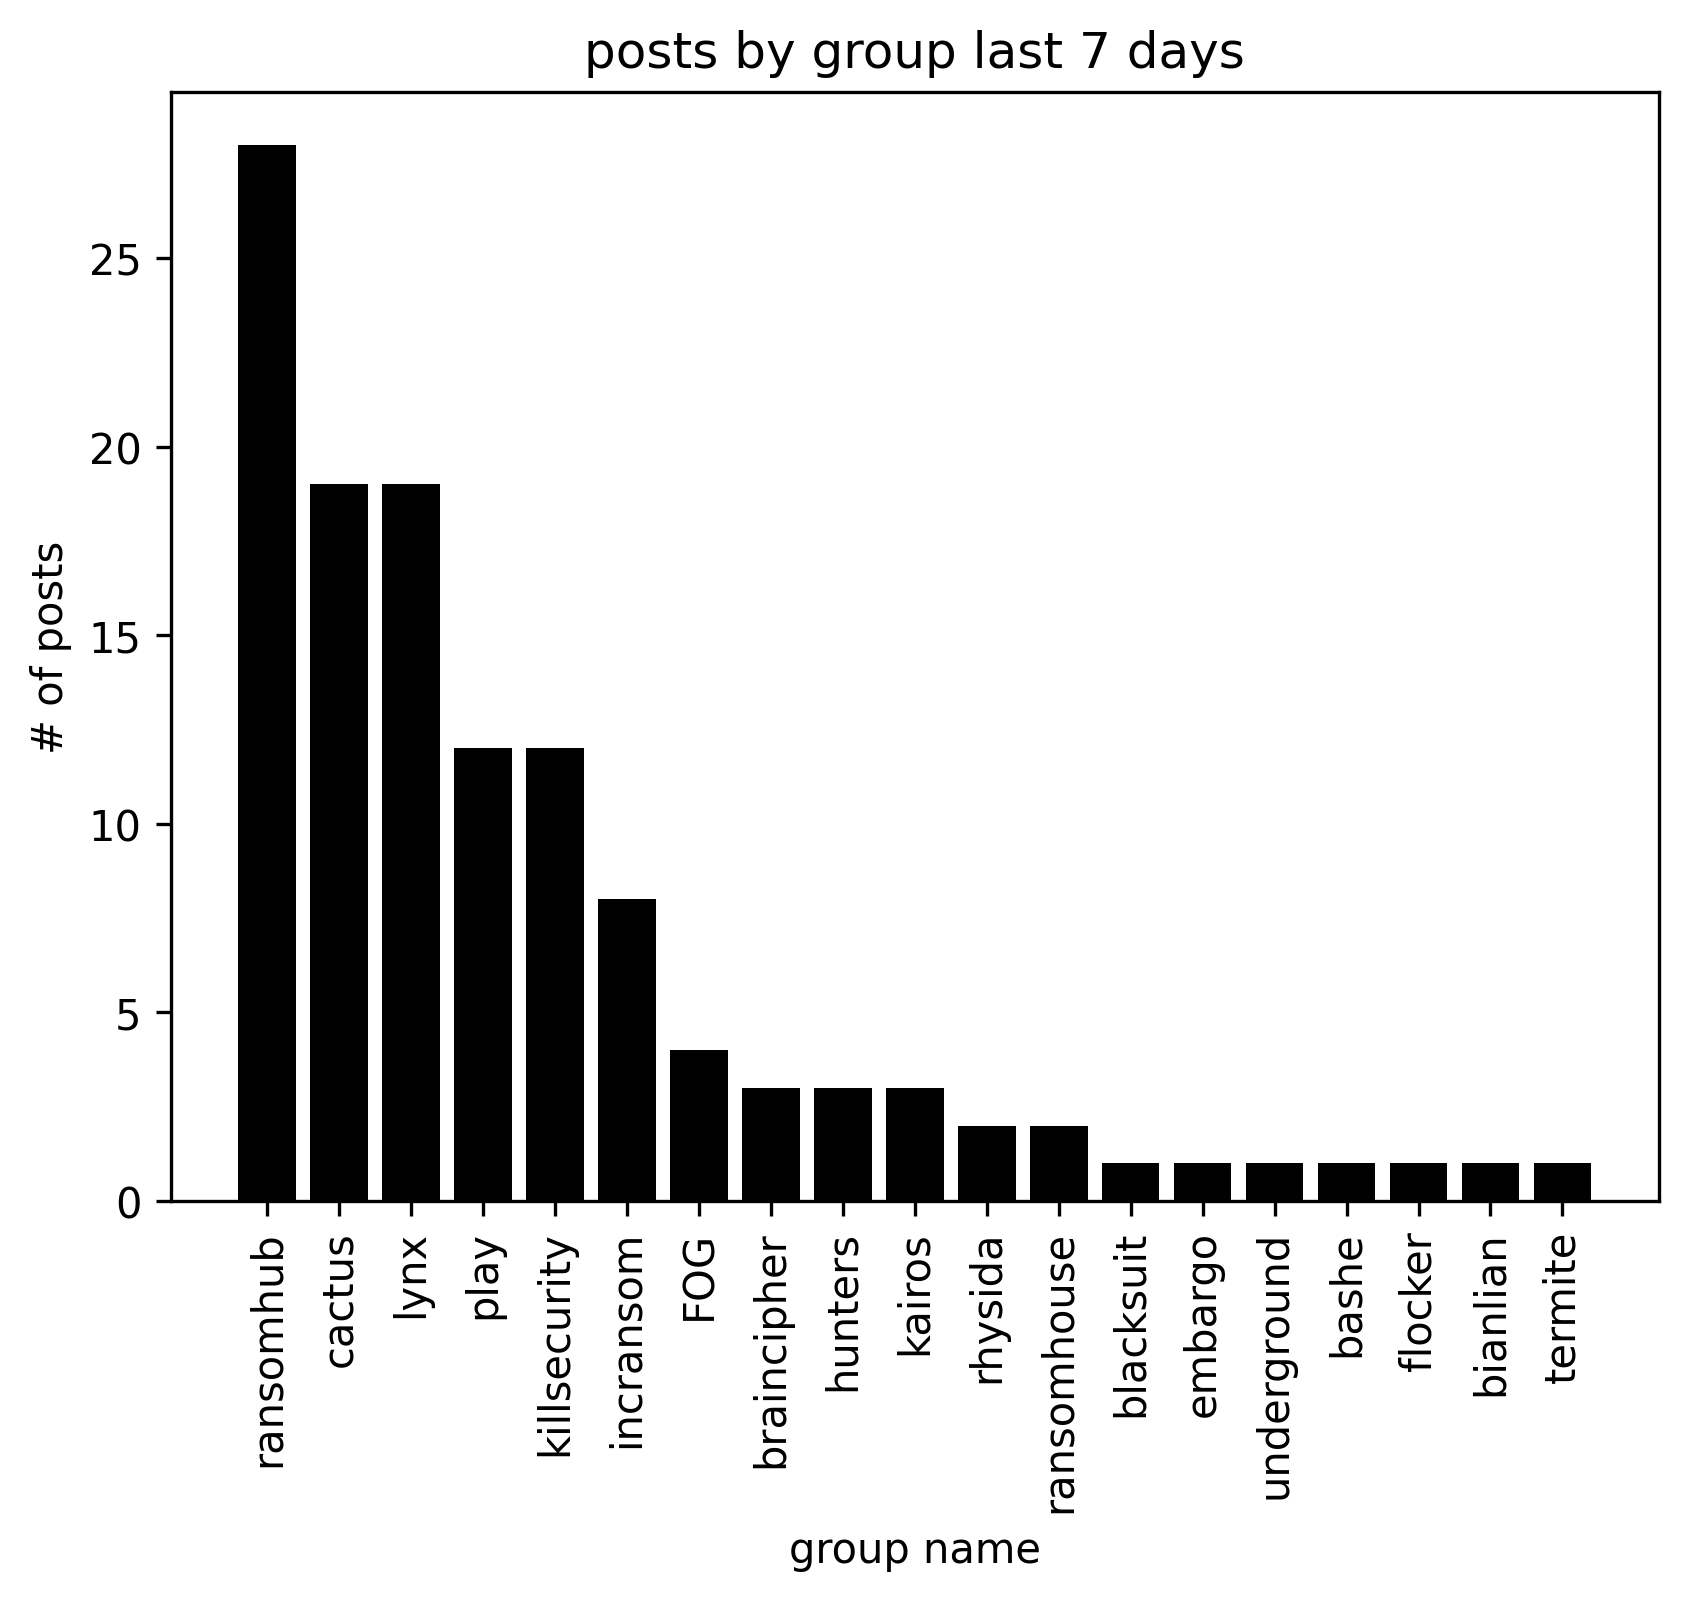 posts by group last 7 days
# of posts
25
20
15
10
5
0
ransomhub
cactus
lynx
play
killsecurity
incransom
FOG
braincipher
hunters
kairos
rhysida
ransomhouse
blacksuit
embargo
underground
bashe
flocker
bianlian
termite
group name